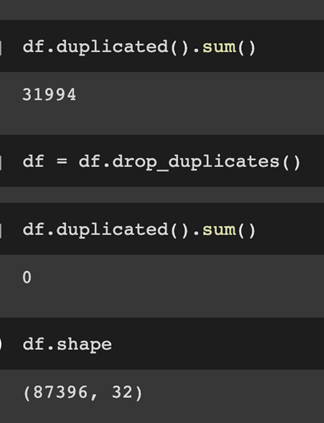 df.duplicated().sum()
31994
df = df.drop_duplicates()
df.duplicated().sum()
0
df.shape
(87396, 32)